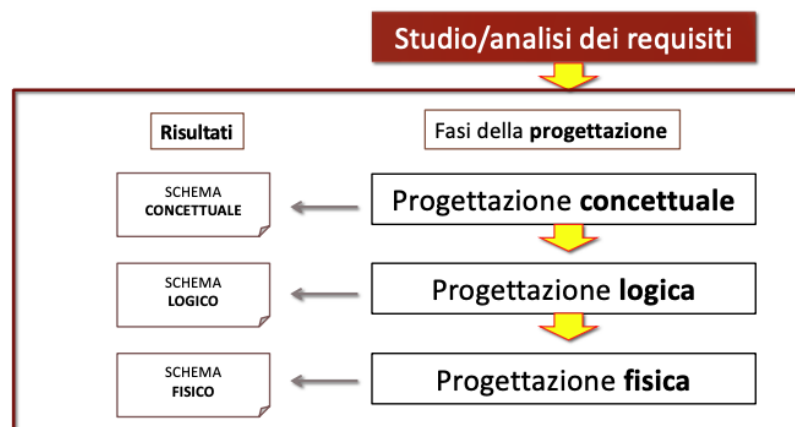 Studio/analisi dei requisiti
Risultati
Fasi della progettazione
SCHEMA
CONCETTUALE
Progettazione concettuale
SCHEMA
LOGICO
Progettazione logica
SCHEMA
FISICO
Progettazione fisica